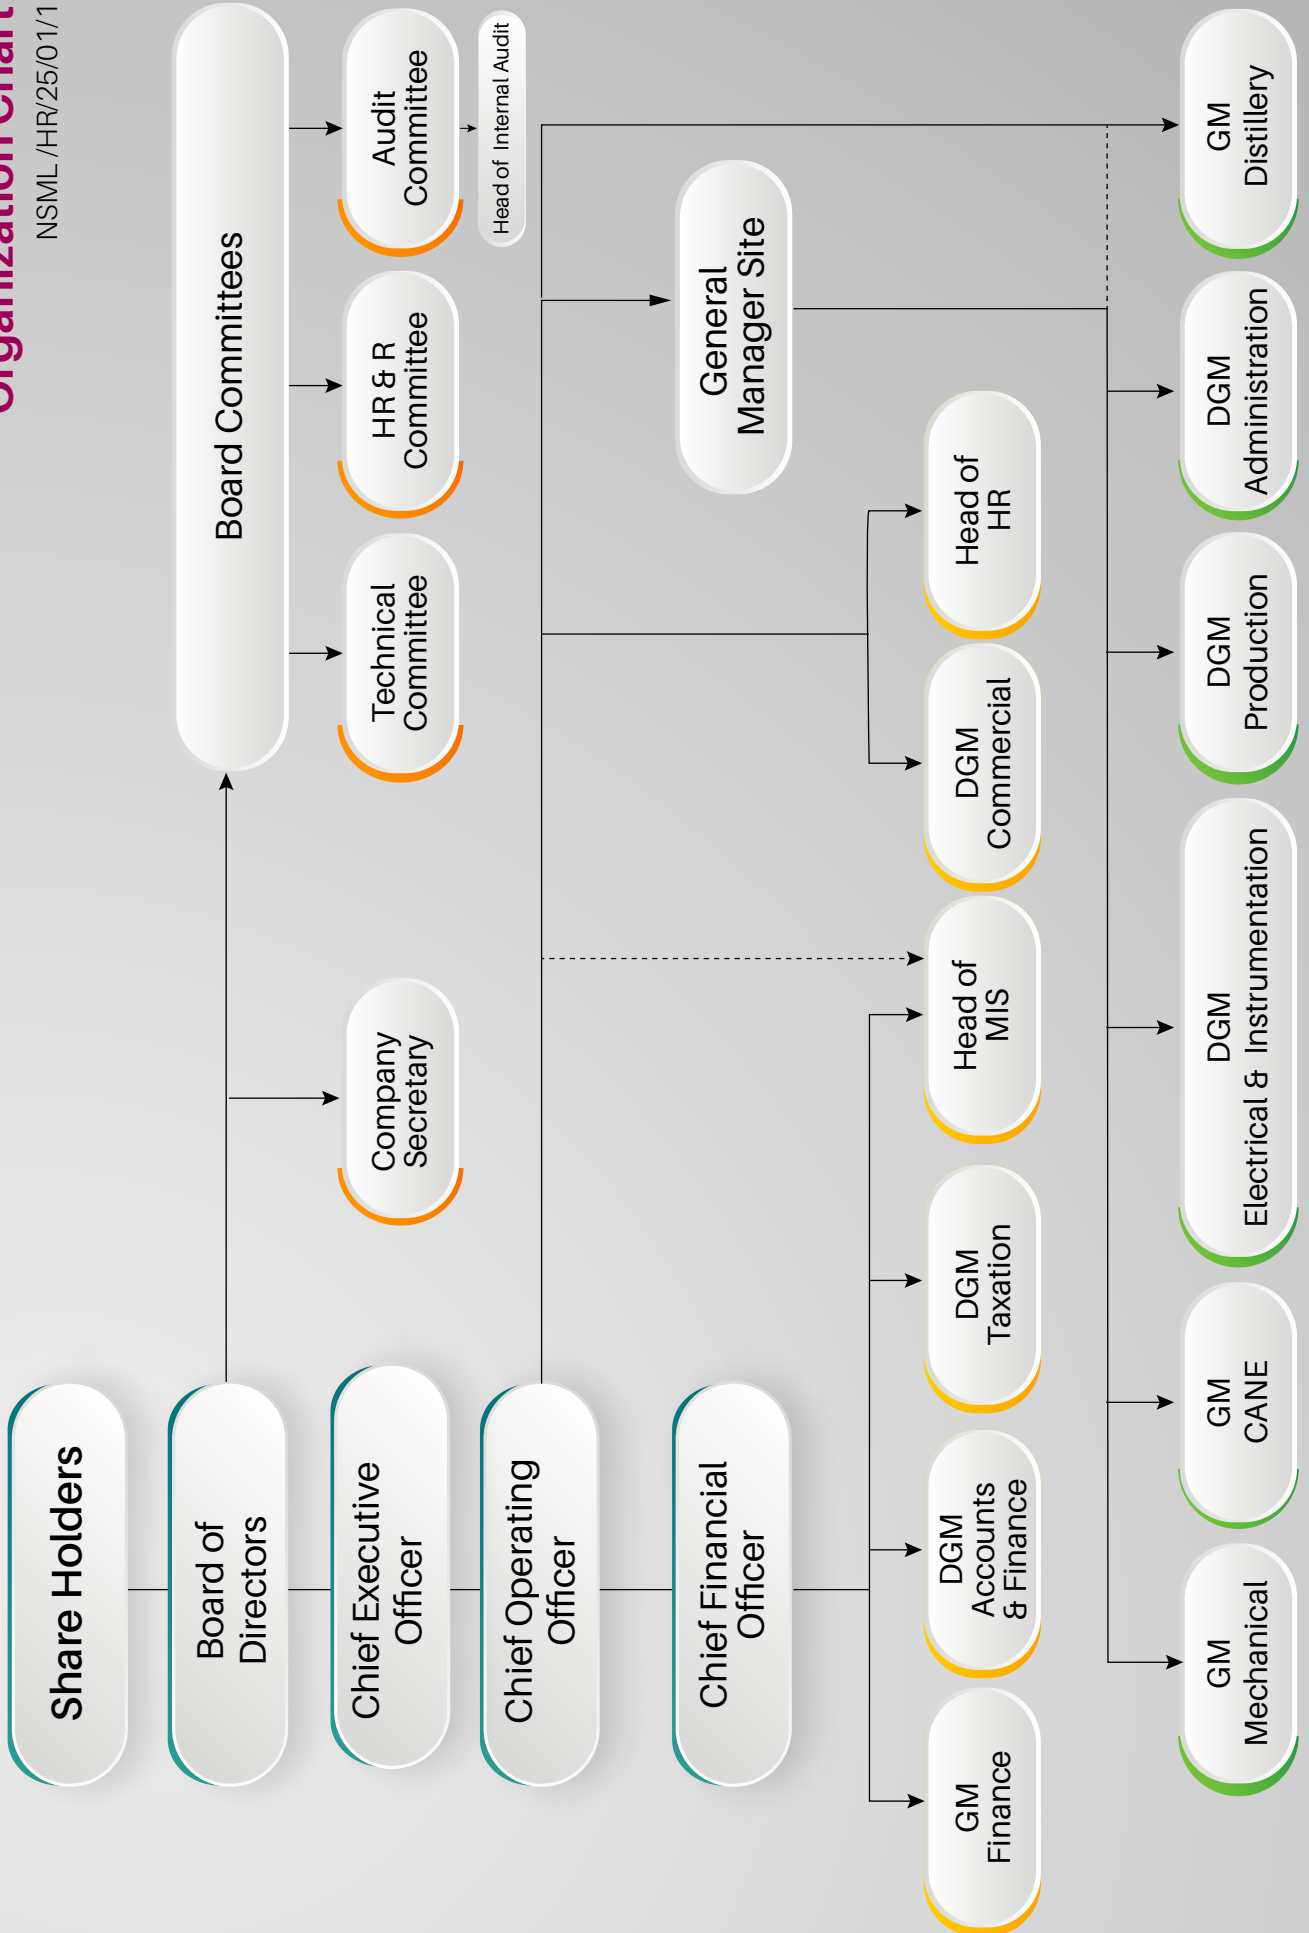 Organization Chart
NSML /HR/25/01/1
Share Holders
Board of
Directors
Board Committees
Chief Executive
Officer
Company
Secretary
Technical
Committee
HR & R
Committee
Audit
Committee
Head of Internal Audit
Chief Operating
Officer
Chief Financial
Officer
General
Manager Site
GM
Finance
DGM
Accounts
& Finance
DGM
Taxation
Head of
MIS
DGM
Commercial
Head of
HR
GM
Mechanical
GM
CANE
DGM
Electrical & Instrumentation
DGM
Production
DGM
Administration
GM
Distillery